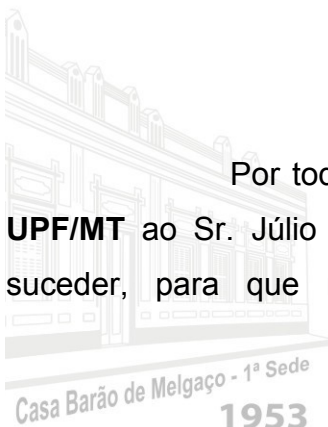 Por tod
UPF/MT ao Sr. Júlio
suceder, para que
Casa Barão de Melgaço - 1ª Sede
1953